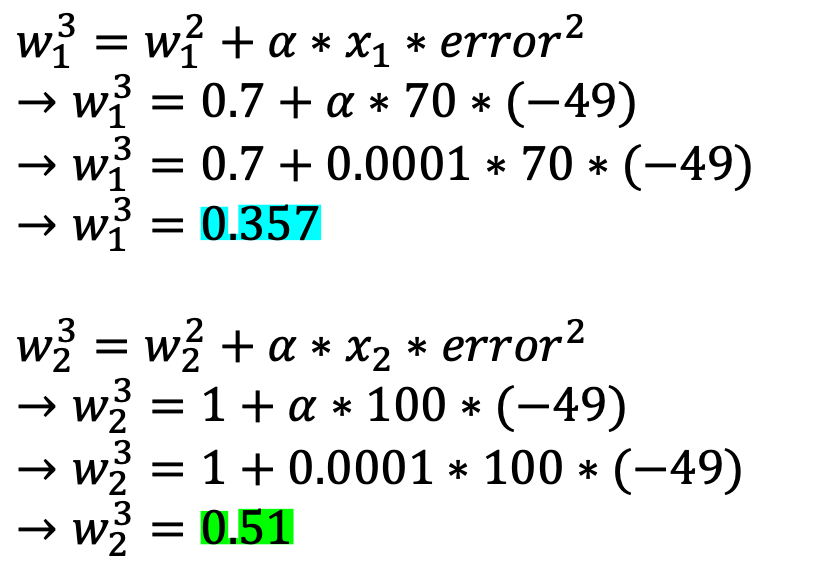 w₁³ = w₁² + α ∗ x₁ ∗ error²
→ w₁³ = 0.7 + α ∗ 70 ∗ (−49)
→ w₁³ = 0.7 + 0.0001 ∗ 70 ∗ (−49)
→ w₁³ = 0.357
w₂³ = w₂² + α ∗ x₂ ∗ error²
→ w₂³ = 1 + α ∗ 100 ∗ (−49)
→ w₂³ = 1 + 0.0001 ∗ 100 ∗ (−49)
→ w₂³ = 0.51